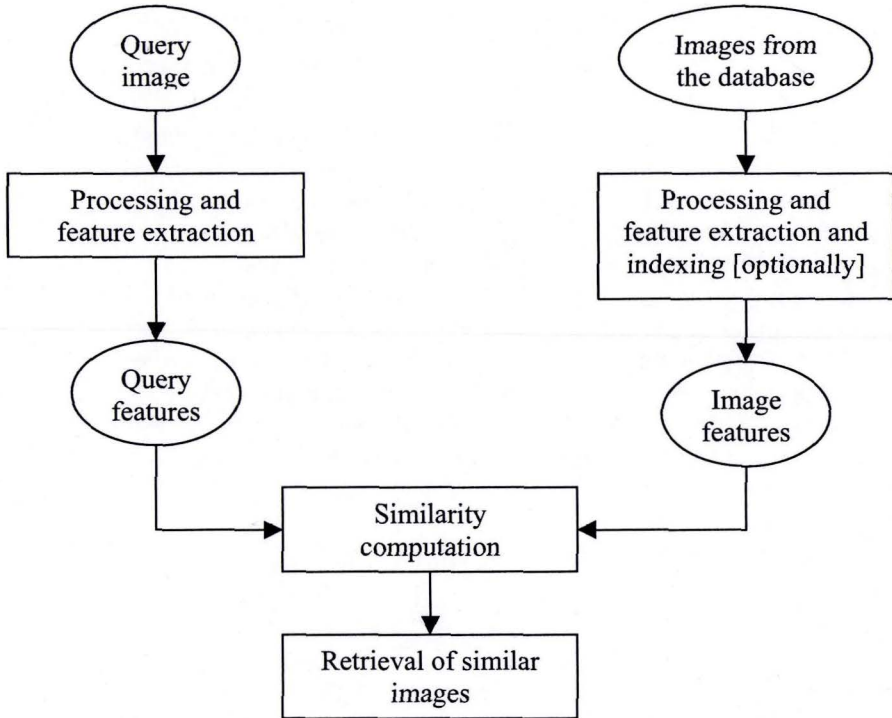 Query
image
Images from
the database
Processing and
feature extraction
Processing and
feature extraction and
indexing [optionally]
Query
features
Image
features
Similarity
computation
Retrieval of similar
images